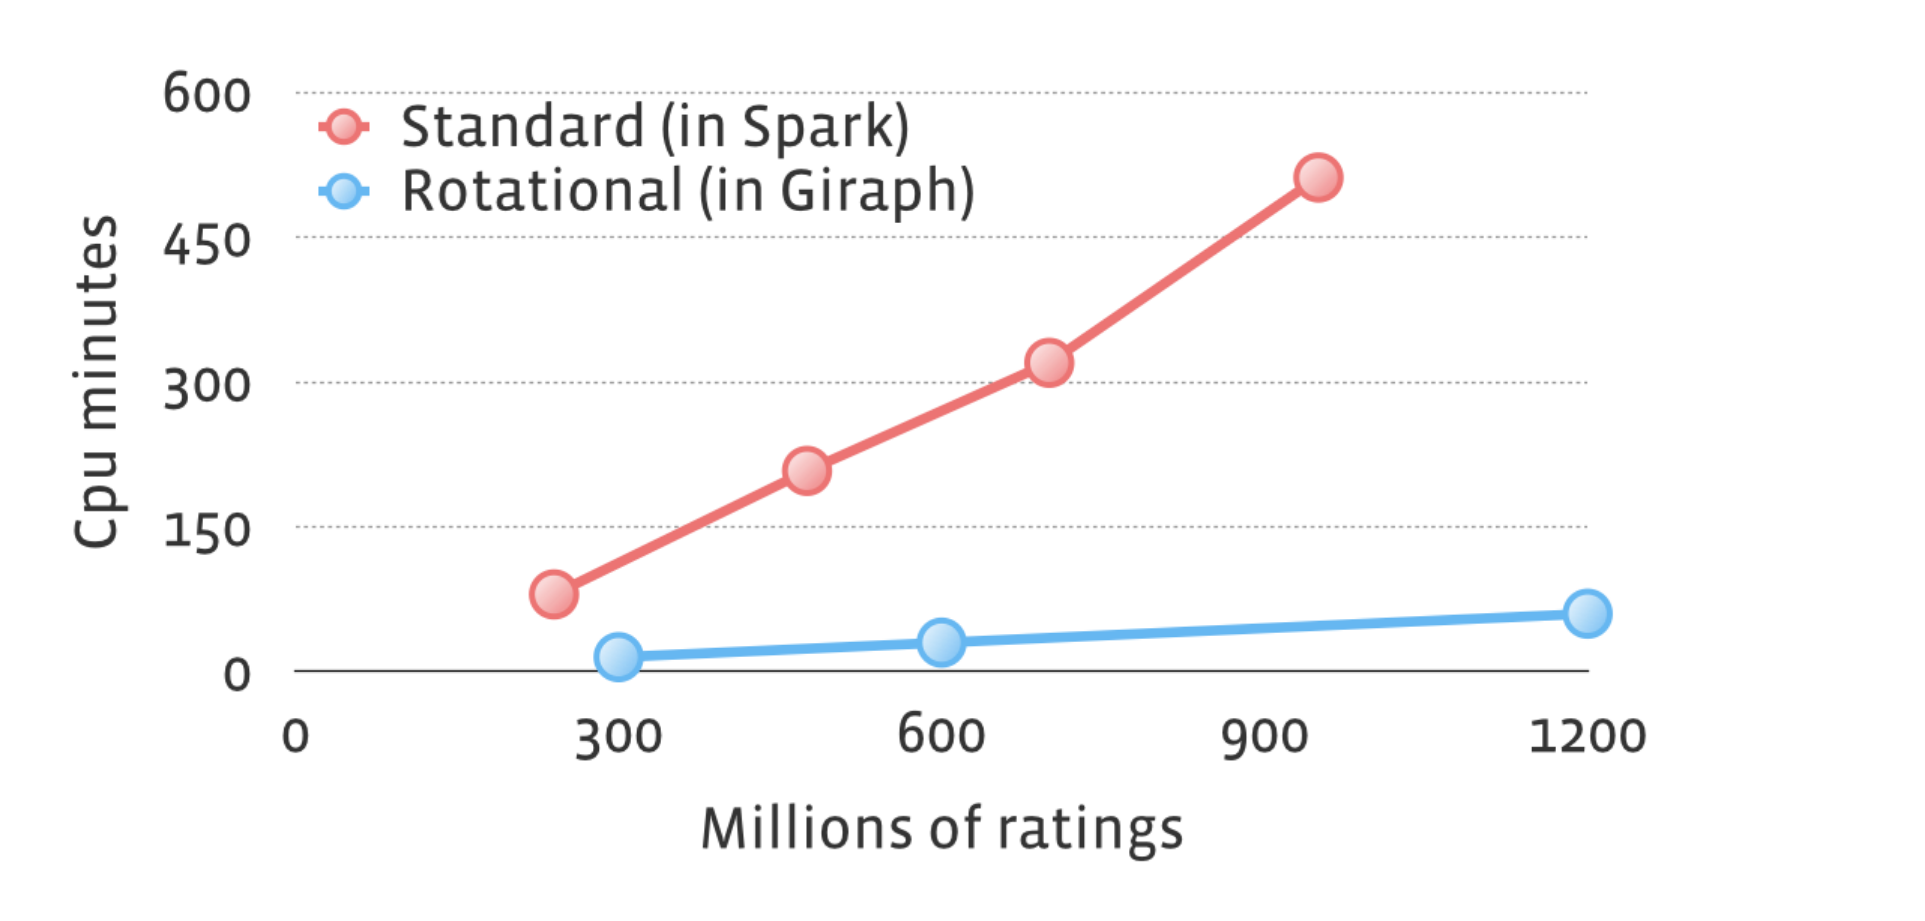 600
Standard (in Spark)
Rotational (in Giraph)
450
300
150
0
Cpu minutes
0 300 600 900 1200
Millions of ratings